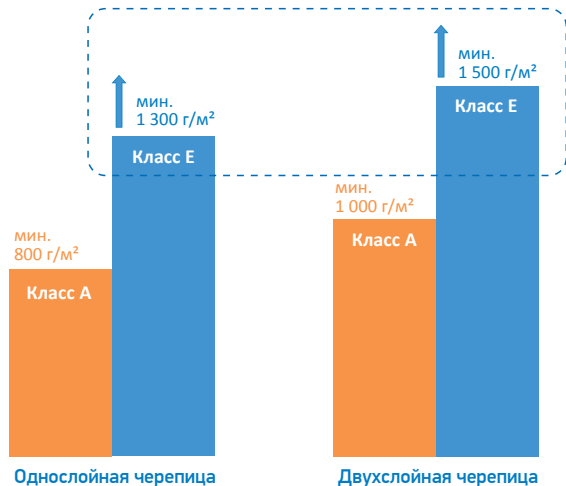 мин.
1 300 г/м²
Класс E
мин.
800 г/м²
Класс А
Однослойная черепица
мин.
1 500 г/м²
Класс E
мин.
1 000 г/м²
Класс А
Двухслойная черепица